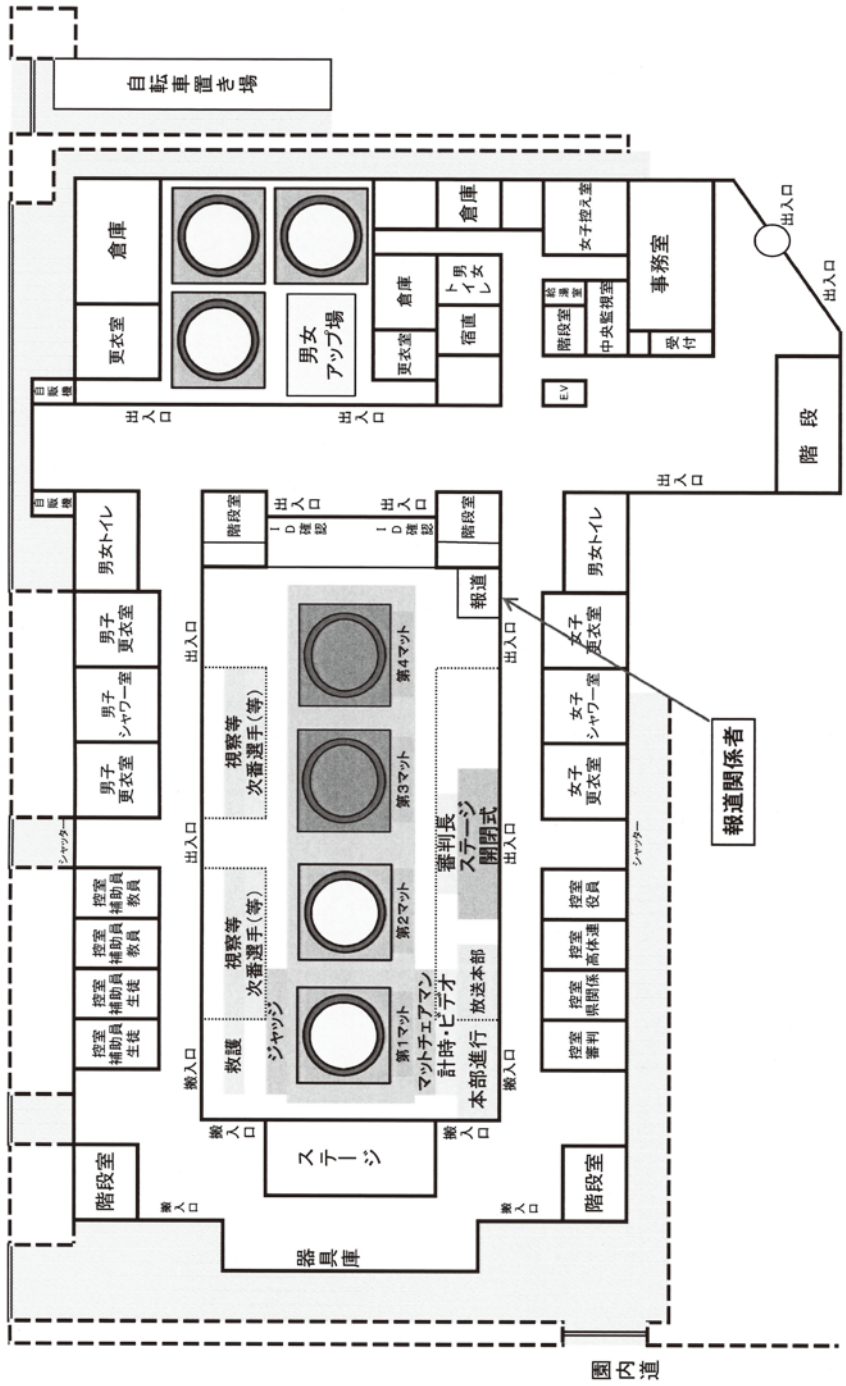 園内道
器具庫
階段室
搬入口
搬入口
階段室
ステージ
搬入口
搬入口
シャッター
控室
補助員
生徒
控室
補助員
生徒
控室
補助員
教員
控室
補助員
教員
男子
更衣室
男子
シャワー室
男子
更衣室
男女トイレ
自販機
自販機
搬入口
出入口
出入口
救護
視察等
次番選手(等)
視察等
次番選手(等)
階段室
ジャッジ
出入口
出入口
ID確認
ID確認
第1マット
第2マット
第3マット
第4マット
マットチェアマン
計時・ビデオ
審判長
ステージ
開閉式
本部進行
放送本部
報道
階段室
搬入口
出入口
出入口
控室
審判
控室
県関係
控室
高体連
控室
役員
女子
更衣室
女子
シャワー室
女子
更衣室
男女トイレ
シャッター
報道関係者
出入口
出入口
更衣室
倉庫
男女
アップ場
更衣室
倉庫
宿直
男女
トイレ
倉庫
E.V
階段室
給湯室
中央監視室
女子控え室
受付
事務室
出入口
階段
出入口
出入口
自転車置き場